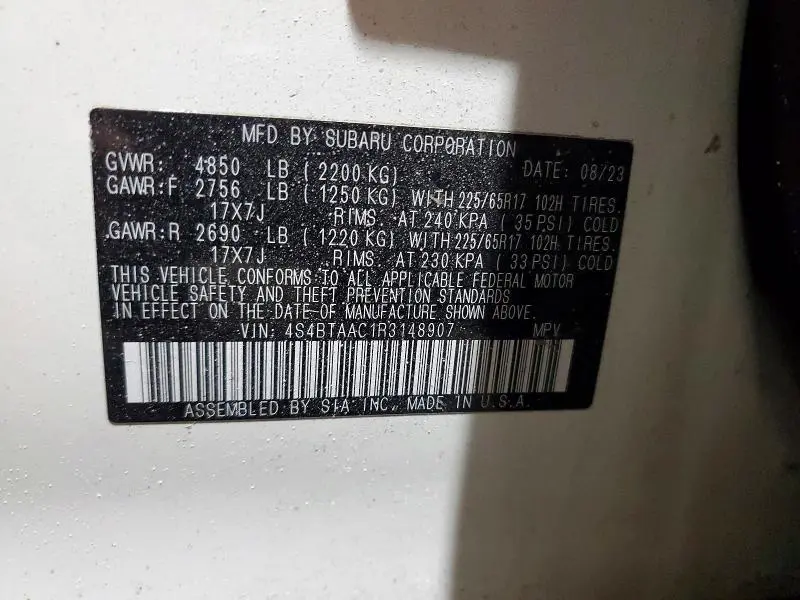 MFD BY SUBARU CORPORATION
GVWR: 4850 LB (2200 KG) DATE: 08/23
GAWR:F 2756 LB (1250 KG) WITH 225/65R17 102H TIRES.
17X7J RIMS. AT 240 KPA (35 PSI) COLD
GAWR:R 2690 LB (1220 KG) WITH 225/65R17 102H TIRES.
17X7J RIMS. AT 230 KPA (33 PSI) COLD
THIS VEHICLE CONFORMS TO ALL APPLICABLE FEDERAL MOTOR
VEHICLE SAFETY AND THEFT PREVENTION STANDARDS
IN EFFECT ON THE DATE OF MANUFACTURE SHOWN ABOVE.
VIN: 4S4BTAAC1R3148907 MPV
ASSEMBLED BY SIA INC, MADE IN U.S.A.